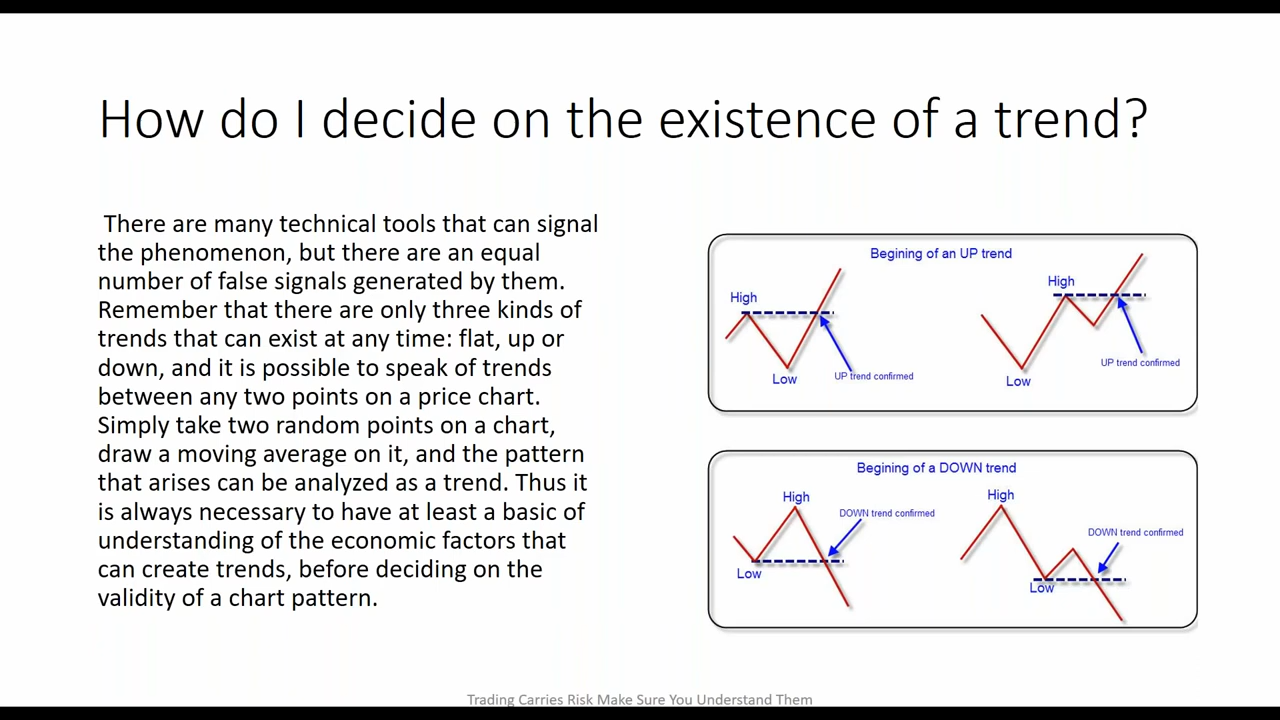 How do I decide on the existence of a trend?
There are many technical tools that can signal
the phenomenon, but there are an equal
number of false signals generated by them.
Remember that there are only three kinds of
trends that can exist at any time: flat, up or
down, and it is possible to speak of trends
between any two points on a price chart.
Simply take two random points on a chart,
draw a moving average on it, and the pattern
that arises can be analyzed as a trend. Thus it
is always necessary to have at least a basic of
understanding of the economic factors that
can create trends, before deciding on the
validity of a chart pattern.
Begining of an UP trend
High
Low
UP trend confirmed
High
Low
UP trend confirmed
Begining of a DOWN trend
High
Low
DOWN trend confirmed
High
Low
DOWN trend confirmed
Trading Carries Risk Make Sure You Understand Them